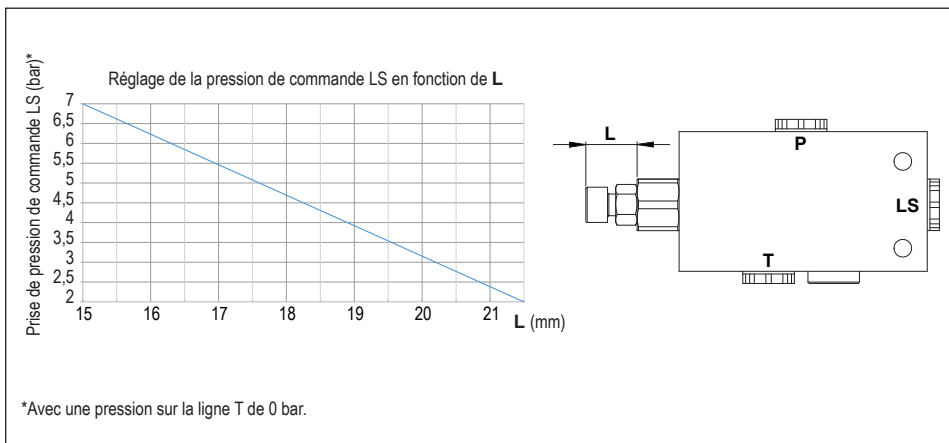 Réglage de la pression de commande LS en fonction de L
Prise de pression de commande LS (bar)*
7
6,5
6
5,5
5
4,5
4
3,5
3
2,5
2
15 16 17 18 19 20 21
L (mm)
L
P
LS
T
*Avec une pression sur la ligne T de 0 bar.